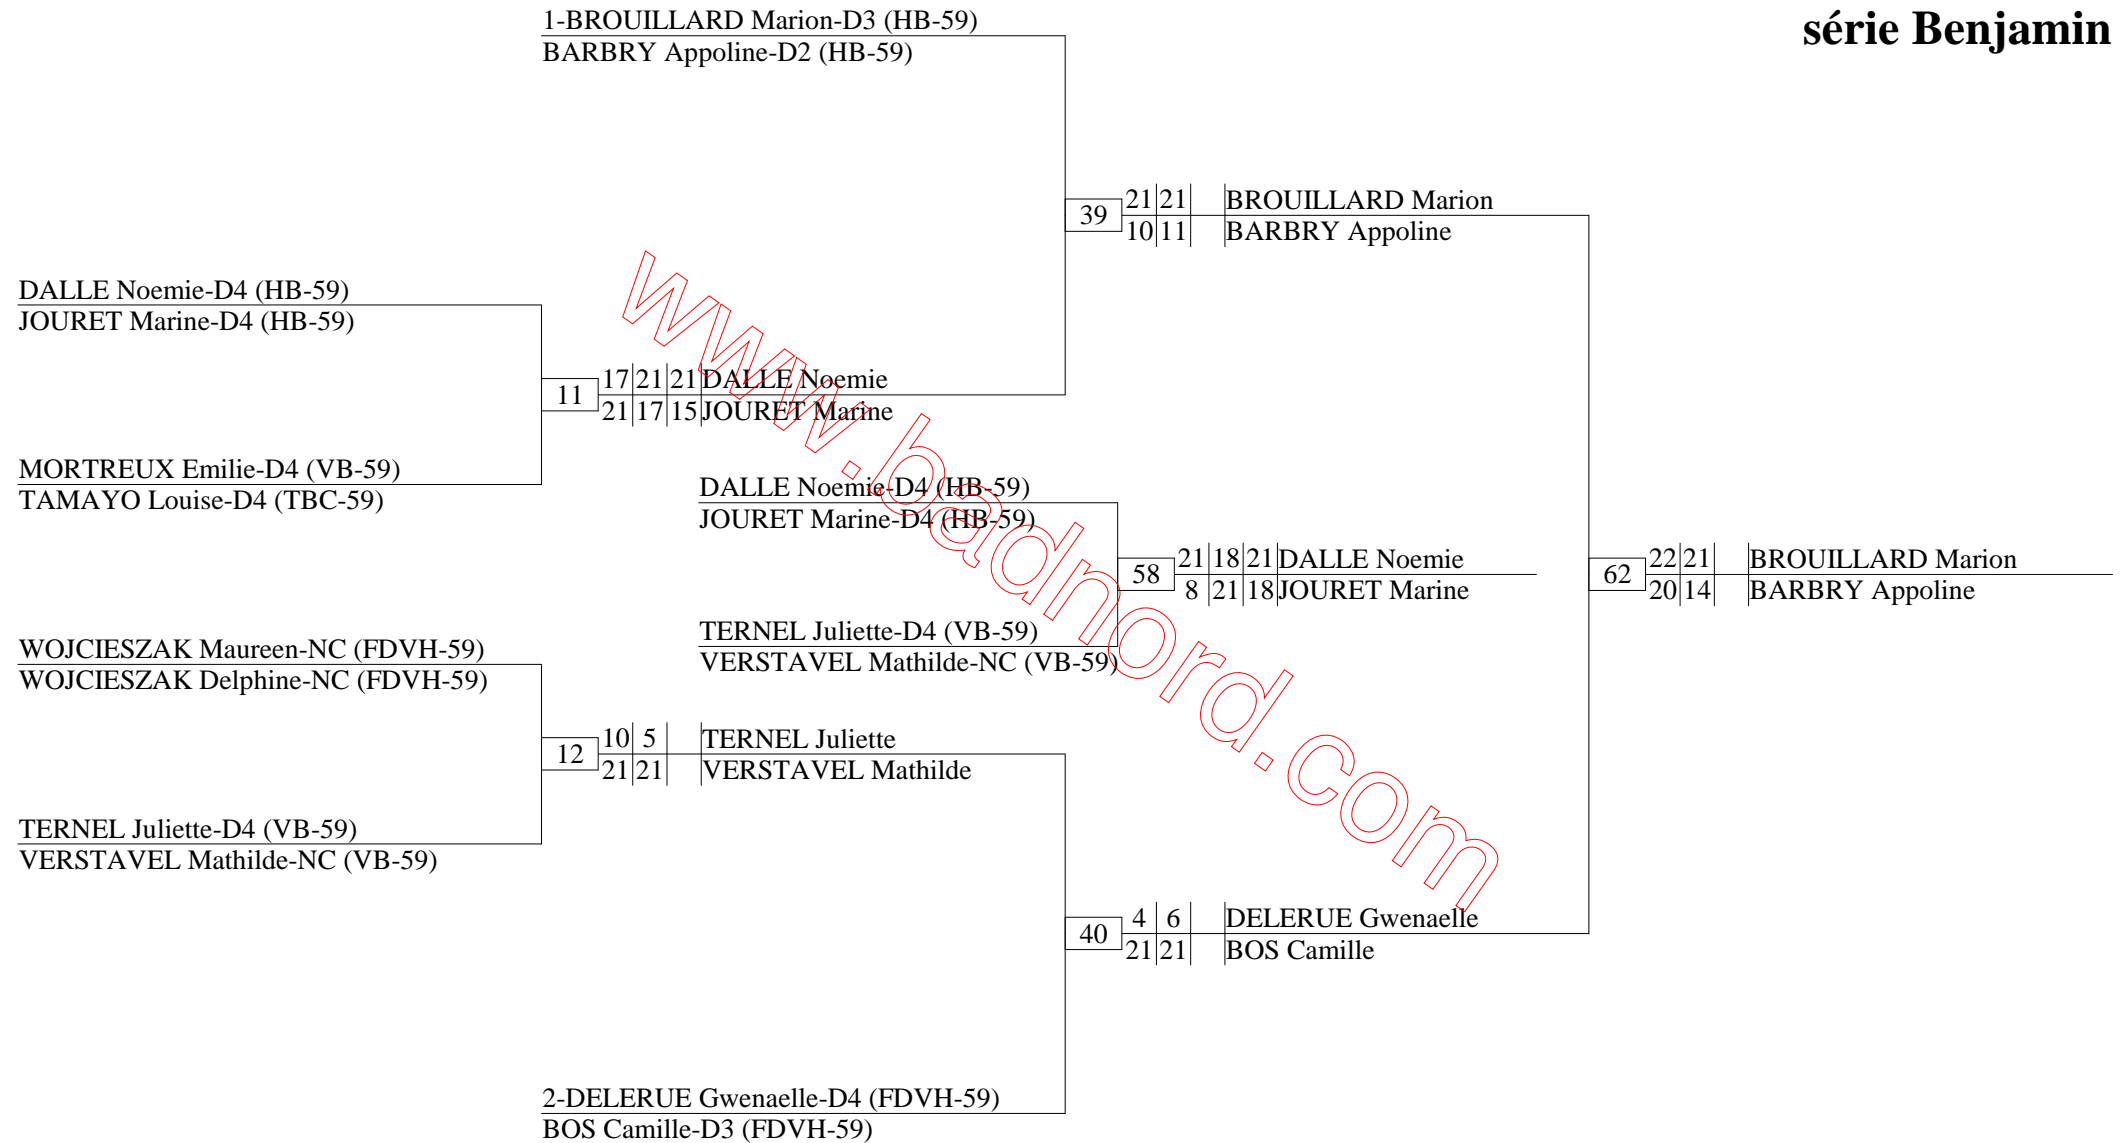 série Benjamin
1-BROUILLARD Marion-D3 (HB-59)
BARBRY Appoline-D2 (HB-59)
39
21 21 BROUILLARD Marion
10 11 BARBRY Appoline
DALLE Noemie-D4 (HB-59)
JOURET Marine-D4 (HB-59)
11
17 21 21 DALLE Noemie
21 17 15 JOURET Marine
MORTREUX Emilie-D4 (VB-59)
TAMAYO Louise-D4 (TBC-59)
DALLE Noemie-D4 (HB-59)
JOURET Marine-D4 (HB-59)
58
21 18 21 DALLE Noemie
8 21 18 JOURET Marine
62
22 21 BROUILLARD Marion
20 14 BARBRY Appoline
TERNEL Juliette-D4 (VB-59)
VERSTAVEL Mathilde-NC (VB-59)
WOJCIESZAK Maureen-NC (FDVH-59)
WOJCIESZAK Delphine-NC (FDVH-59)
12
10 5 TERNEL Juliette
21 21 VERSTAVEL Mathilde
TERNEL Juliette-D4 (VB-59)
VERSTAVEL Mathilde-NC (VB-59)
40
4 6 DELERUE Gwenaelle
21 21 BOS Camille
2-DELERUE Gwenaelle-D4 (FDVH-59)
BOS Camille-D3 (FDVH-59)
www.badnord.com